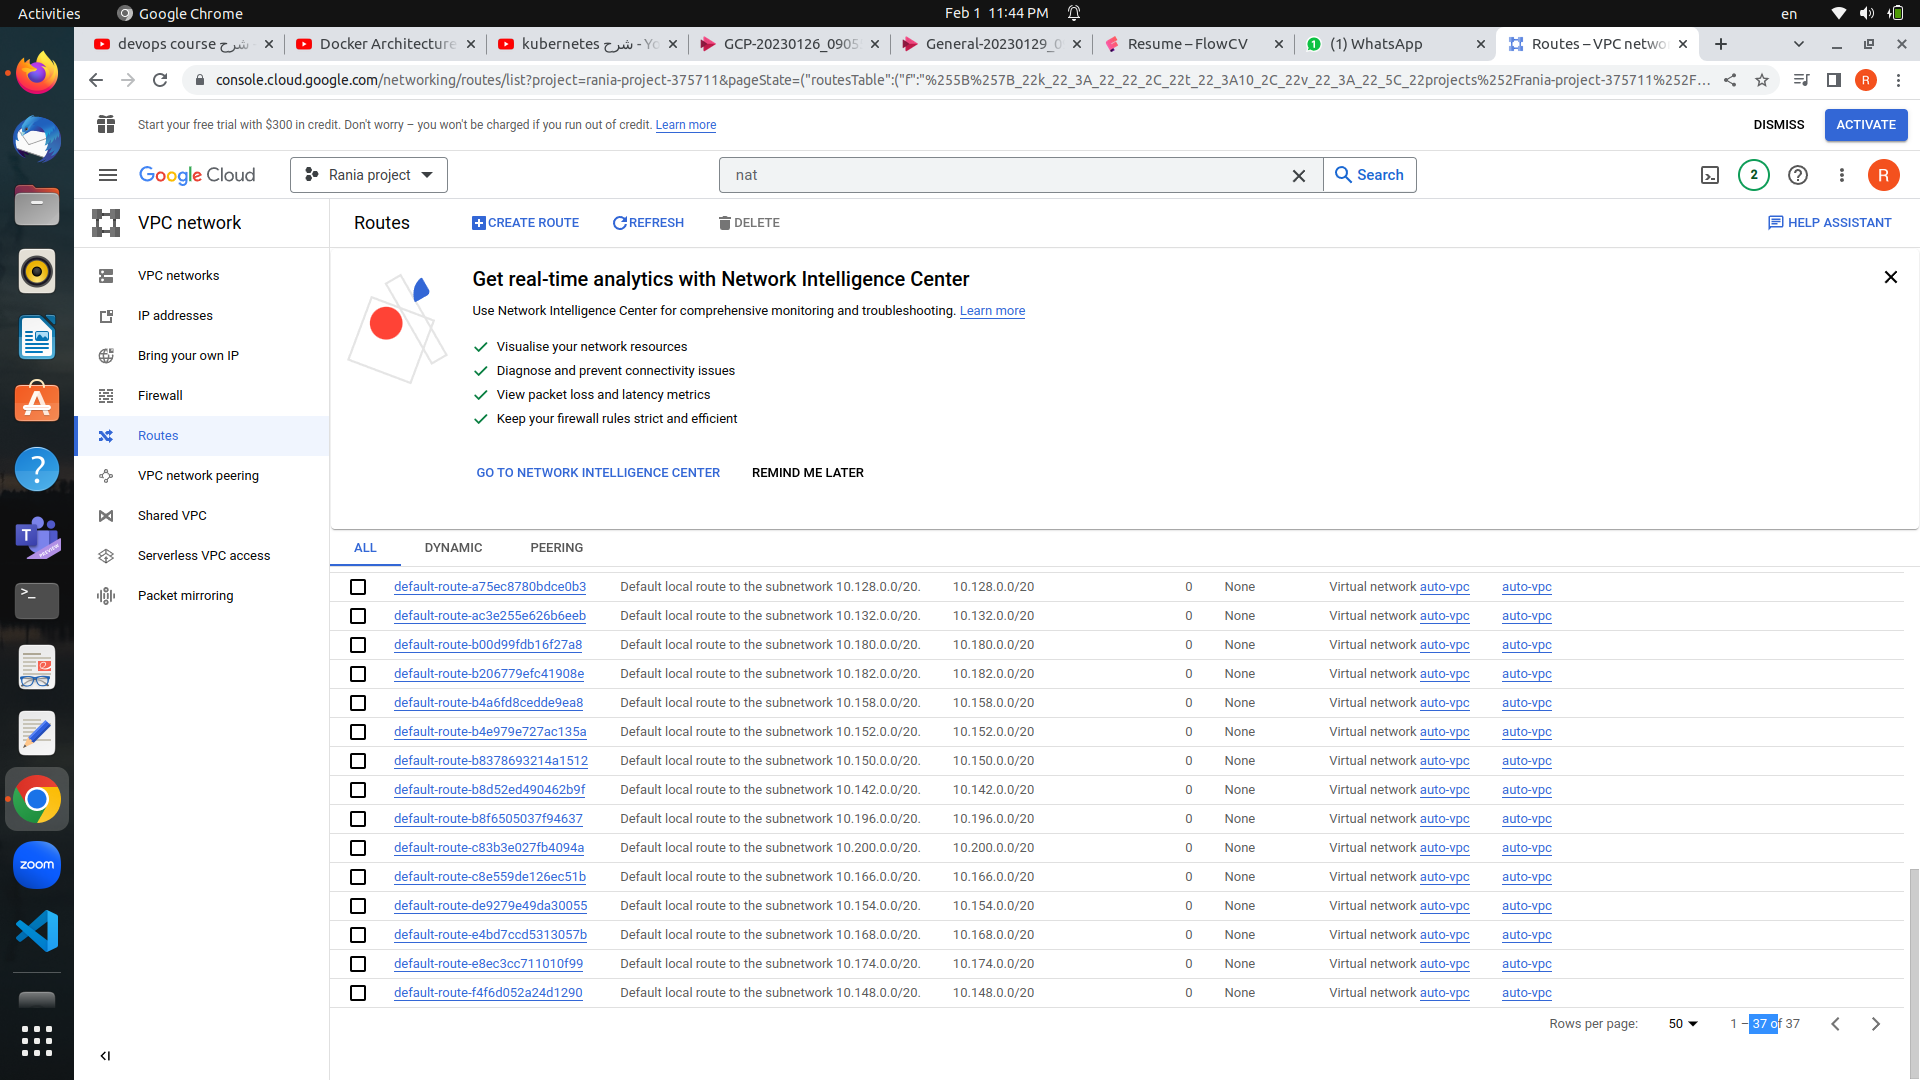 Activities
Google Chrome
Feb 1 11:44 PM
en
devops course شرح
Docker Architecture
kubernetes شرح - Yo
GCP-20230126_0905
General-20230129_0
Resume – FlowCV
(1) WhatsApp
Routes – VPC netwo
console.cloud.google.com/networking/routes/list?project=rania-project-375711&pageState=("routesTable":("f":"%255B%257B_22k_22_3A_22_22_2C_22t_22_3A10_2C_22v_22_3A_22_5C_22projects%252Frania-project-375711%252F...
R
Start your free trial with $300 in credit. Don't worry – you won't be charged if you run out of credit. Learn more
DISMISS
ACTIVATE
Google Cloud
Rania project
nat
Search
2
R
VPC network
Routes
CREATE ROUTE
REFRESH
DELETE
HELP ASSISTANT
VPC networks
IP addresses
Bring your own IP
Firewall
Routes
VPC network peering
Shared VPC
Serverless VPC access
Packet mirroring
Get real-time analytics with Network Intelligence Center
Use Network Intelligence Center for comprehensive monitoring and troubleshooting. Learn more
Visualise your network resources
Diagnose and prevent connectivity issues
View packet loss and latency metrics
Keep your firewall rules strict and efficient
GO TO NETWORK INTELLIGENCE CENTER
REMIND ME LATER
ALL
DYNAMIC
PEERING
default-route-a75ec8780bdce0b3 Default local route to the subnetwork 10.128.0.0/20. 10.128.0.0/20 0 None Virtual network auto-vpc auto-vpc
default-route-ac3e255e626b6eeb Default local route to the subnetwork 10.132.0.0/20. 10.132.0.0/20 0 None Virtual network auto-vpc auto-vpc
default-route-b00d99fdb16f27a8 Default local route to the subnetwork 10.180.0.0/20. 10.180.0.0/20 0 None Virtual network auto-vpc auto-vpc
default-route-b206779efc41908e Default local route to the subnetwork 10.182.0.0/20. 10.182.0.0/20 0 None Virtual network auto-vpc auto-vpc
default-route-b4a6fd8cedde9ea8 Default local route to the subnetwork 10.158.0.0/20. 10.158.0.0/20 0 None Virtual network auto-vpc auto-vpc
default-route-b4e979e727ac135a Default local route to the subnetwork 10.152.0.0/20. 10.152.0.0/20 0 None Virtual network auto-vpc auto-vpc
default-route-b8378693214a1512 Default local route to the subnetwork 10.150.0.0/20. 10.150.0.0/20 0 None Virtual network auto-vpc auto-vpc
default-route-b8d52ed490462b9f Default local route to the subnetwork 10.142.0.0/20. 10.142.0.0/20 0 None Virtual network auto-vpc auto-vpc
default-route-b8f6505037f94637 Default local route to the subnetwork 10.196.0.0/20. 10.196.0.0/20 0 None Virtual network auto-vpc auto-vpc
default-route-c83b3e027fb4094a Default local route to the subnetwork 10.200.0.0/20. 10.200.0.0/20 0 None Virtual network auto-vpc auto-vpc
default-route-c8e559de126ec51b Default local route to the subnetwork 10.166.0.0/20. 10.166.0.0/20 0 None Virtual network auto-vpc auto-vpc
default-route-de9279e49da30055 Default local route to the subnetwork 10.154.0.0/20. 10.154.0.0/20 0 None Virtual network auto-vpc auto-vpc
default-route-e4bd7ccd5313057b Default local route to the subnetwork 10.168.0.0/20. 10.168.0.0/20 0 None Virtual network auto-vpc auto-vpc
default-route-e8ec3cc711010f99 Default local route to the subnetwork 10.174.0.0/20. 10.174.0.0/20 0 None Virtual network auto-vpc auto-vpc
default-route-f4f6d052a24d1290 Default local route to the subnetwork 10.148.0.0/20. 10.148.0.0/20 0 None Virtual network auto-vpc auto-vpc
Rows per page: 50 1 – 37 of 37
zoom